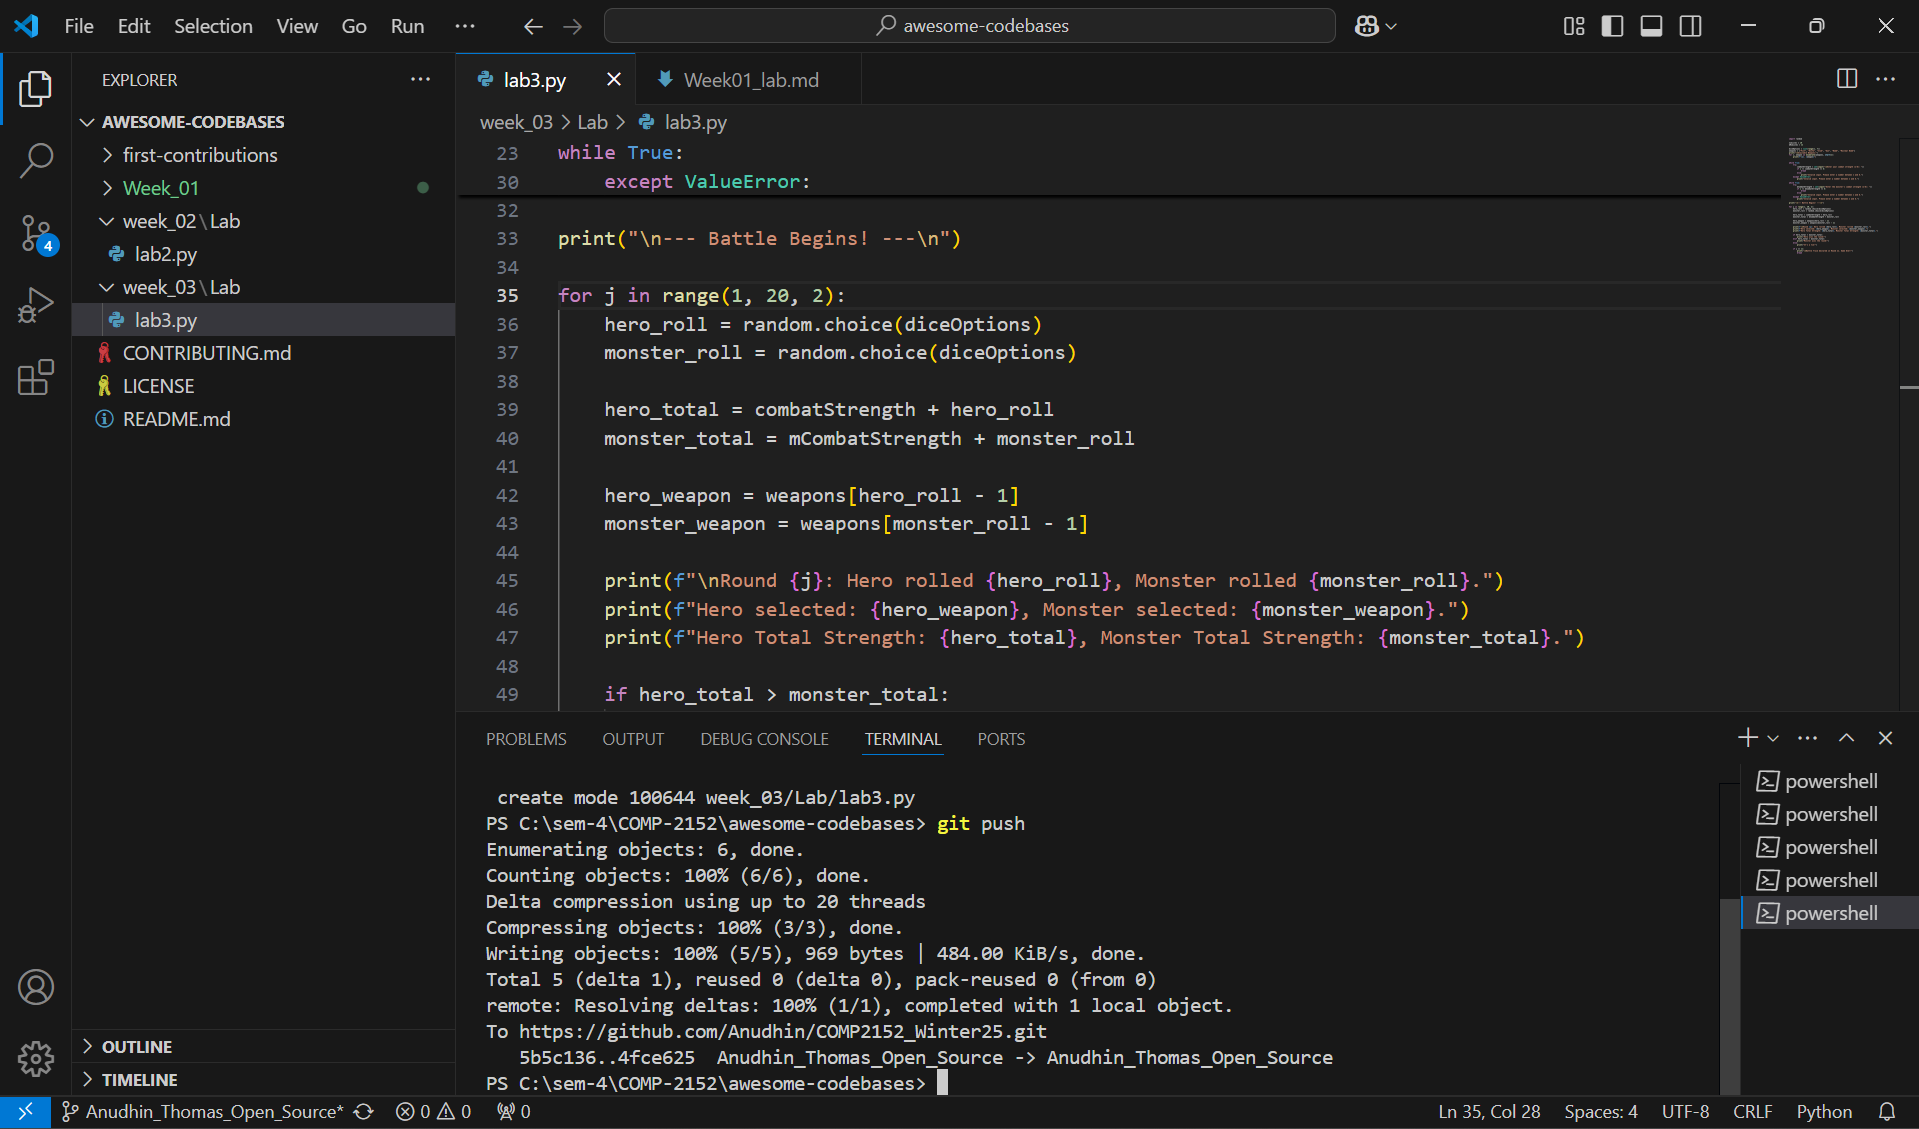 File Edit Selection View Go Run ··· awesome-codebases
EXPLORER ···
AWESOME-CODEBASES
first-contributions
Week_01
week_02\Lab
lab2.py
week_03\Lab
lab3.py
CONTRIBUTING.md
LICENSE
README.md
OUTLINE
TIMELINE
4
lab3.py Week01_lab.md
week_03 > Lab > lab3.py
23 while True:
30 except ValueError:
32
33 print("\n--- Battle Begins! ---\n")
34
35 for j in range(1, 20, 2):
36 hero_roll = random.choice(diceOptions)
37 monster_roll = random.choice(diceOptions)
38
39 hero_total = combatStrength + hero_roll
40 monster_total = mCombatStrength + monster_roll
41
42 hero_weapon = weapons[hero_roll - 1]
43 monster_weapon = weapons[monster_roll - 1]
44
45 print(f"\nRound {j}: Hero rolled {hero_roll}, Monster rolled {monster_roll}.")
46 print(f"Hero selected: {hero_weapon}, Monster selected: {monster_weapon}.")
47 print(f"Hero Total Strength: {hero_total}, Monster Total Strength: {monster_total}.")
48
49 if hero_total > monster_total:
PROBLEMS OUTPUT DEBUG CONSOLE TERMINAL PORTS
create mode 100644 week_03/Lab/lab3.py
PS C:\sem-4\COMP-2152\awesome-codebases> git push
Enumerating objects: 6, done.
Counting objects: 100% (6/6), done.
Delta compression using up to 20 threads
Compressing objects: 100% (3/3), done.
Writing objects: 100% (5/5), 969 bytes | 484.00 KiB/s, done.
Total 5 (delta 1), reused 0 (delta 0), pack-reused 0 (from 0)
remote: Resolving deltas: 100% (1/1), completed with 1 local object.
To https://github.com/Anudhin/COMP2152_Winter25.git
5b5c136..4fce625 Anudhin_Thomas_Open_Source -> Anudhin_Thomas_Open_Source
PS C:\sem-4\COMP-2152\awesome-codebases>
powershell
powershell
powershell
powershell
powershell
Anudhin_Thomas_Open_Source* 0 0 0 Ln 35, Col 28 Spaces: 4 UTF-8 CRLF Python